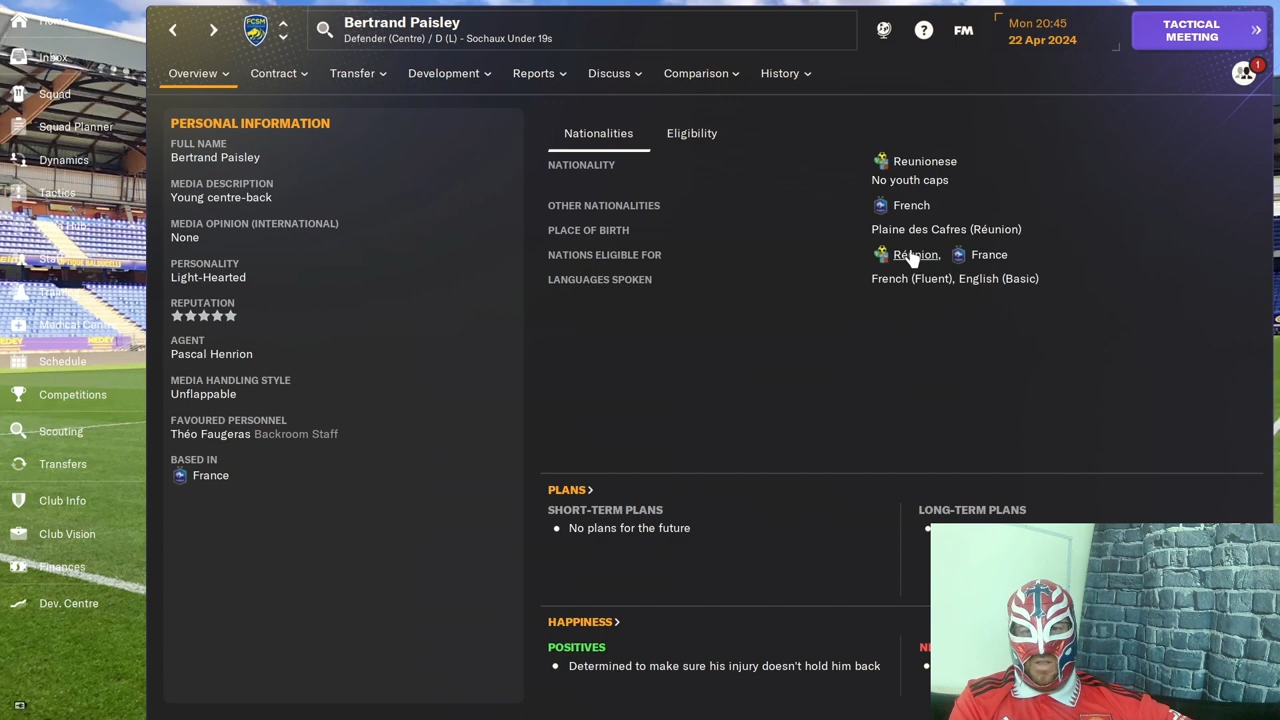 Home
Bertrand Paisley
Defender (Centre) / D (L) - Sochaux Under 19s
FM
Mon 20:45
22 Apr 2024
TACTICAL
MEETING
Inbox
Squad
Squad Planner
Dynamics
Tactics
Schedule
Competitions
Scouting
Transfers
Club Info
Club Vision
Finances
Dev. Centre
Overview
Contract
Transfer
Development
Reports
Discuss
Comparison
History
1
PERSONAL INFORMATION
FULL NAME
Bertrand Paisley
MEDIA DESCRIPTION
Young centre-back
MEDIA OPINION (INTERNATIONAL)
None
PERSONALITY
Light-Hearted
REPUTATION
AGENT
Pascal Henrion
MEDIA HANDLING STYLE
Unflappable
FAVOURED PERSONNEL
Théo Faugeras Backroom Staff
BASED IN
France
Nationalities Eligibility
NATIONALITY Reunionese
No youth caps
OTHER NATIONALITIES French
PLACE OF BIRTH Plaine des Cafres (Réunion)
NATIONS ELIGIBLE FOR Réunion, France
LANGUAGES SPOKEN French (Fluent), English (Basic)
PLANS
SHORT-TERM PLANS
No plans for the future
LONG-TERM PLANS
HAPPINESS
POSITIVES
Determined to make sure his injury doesn't hold him back